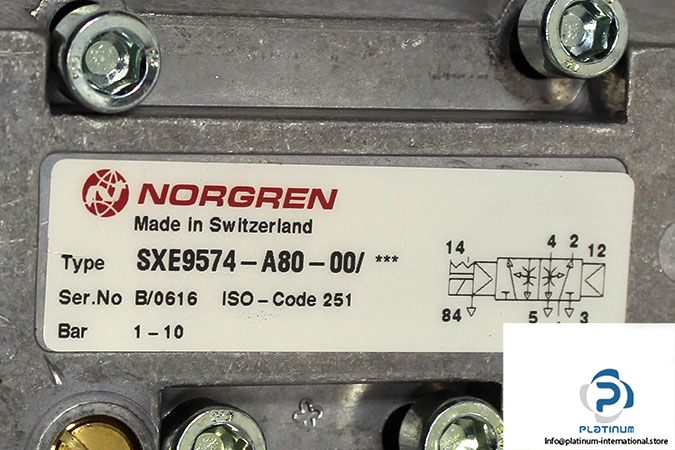 NORGREN
Made in Switzerland
Type SXE9574-A80-00/ ***
Ser.No B/0616 ISO-Code 251
Bar 1-10
14 4 2 12
84 5 3
PLATINUM
Info@platinum-international.store